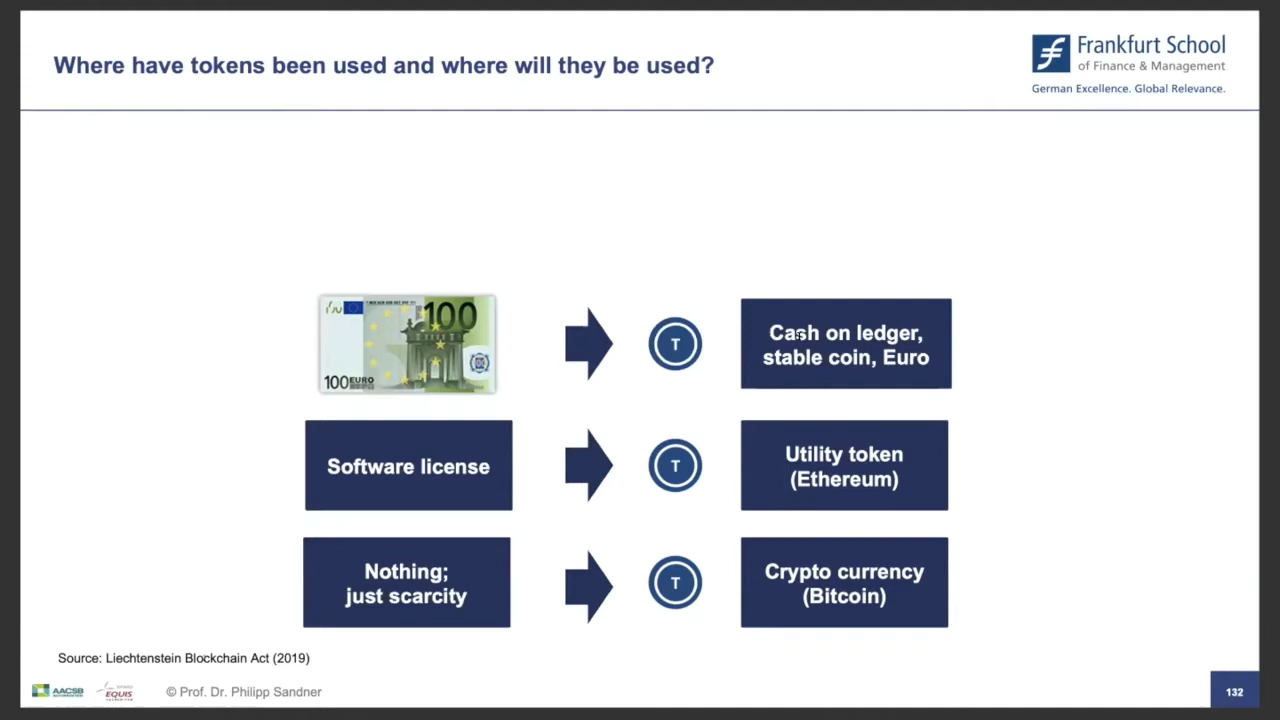 Where have tokens been used and where will they be used?
Frankfurt School
of Finance & Management
German Excellence. Global Relevance.
100
100 EURO
T
Cash on ledger,
stable coin, Euro
Software license
T
Utility token
(Ethereum)
Nothing;
just scarcity
T
Crypto currency
(Bitcoin)
Source: Liechtenstein Blockchain Act (2019)
AACSB
EQUIS
© Prof. Dr. Philipp Sandner
132